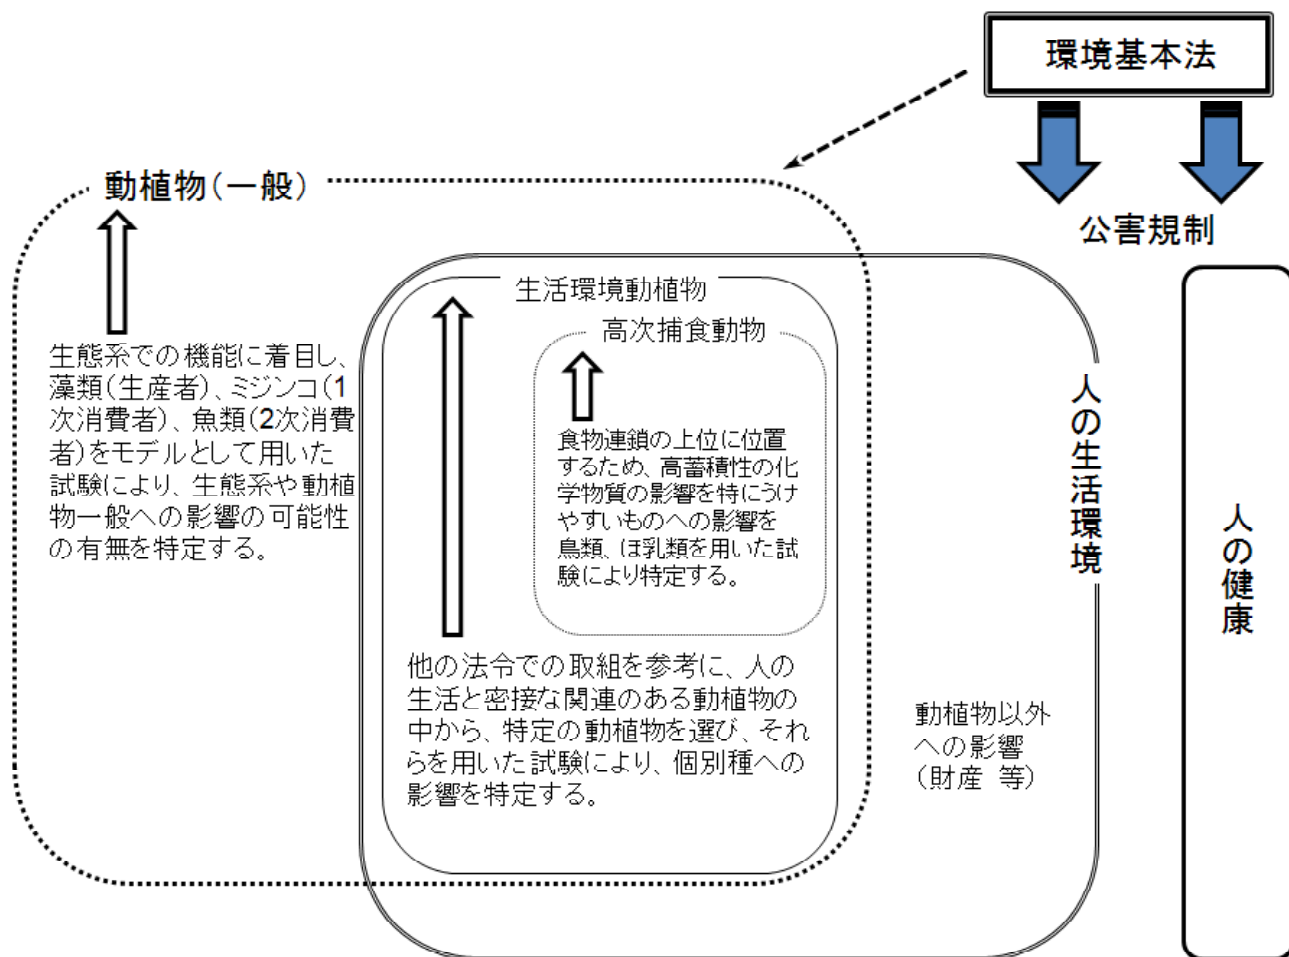 環境基本法
動植物(一般)
公害規制
生活環境動植物
高次捕食動物
生態系での機能に着目し、
藻類(生産者)、ミジンコ(1
次消費者)、魚類(2次消費
者)をモデルとして用いた
試験により、生態系や動植
物一般への影響の可能性
の有無を特定する。
食物連鎖の上位に位置
するため、高蓄積性の化
学物質の影響を特にうけ
やすいものへの影響を
鳥類、ほ乳類を用いた試
験により特定する。
人の生活環境
人の健康
他の法令での取組を参考に、人の
生活と密接な関連のある動植物の
中から、特定の動植物を選び、それ
らを用いた試験により、個別種への
影響を特定する。
動植物以外
への影響
(財産 等)